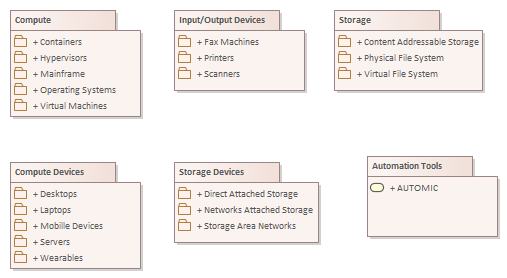 Compute
+ Containers
+ Hypervisors
+ Mainframe
+ Operating Systems
+ Virtual Machines
Input/Output Devices
+ Fax Machines
+ Printers
+ Scanners
Storage
+ Content Addressable Storage
+ Physical File System
+ Virtual File System
Compute Devices
+ Desktops
+ Laptops
+ Mobille Devices
+ Servers
+ Wearables
Storage Devices
+ Direct Attached Storage
+ Networks Attached Storage
+ Storage Area Networks
Automation Tools
+ AUTOMIC